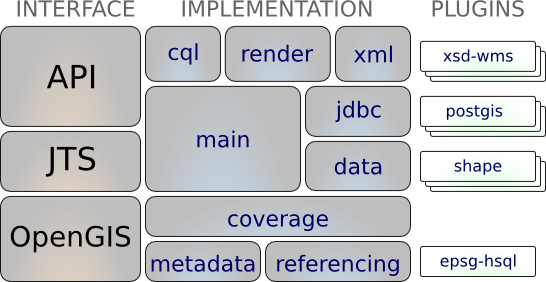 INTERFACE
IMPLEMENTATION
PLUGINS
API
JTS
OpenGIS
cql
render
xml
main
jdbc
data
coverage
metadata
referencing
xsd-wms
postgis
shape
epsg-hsql